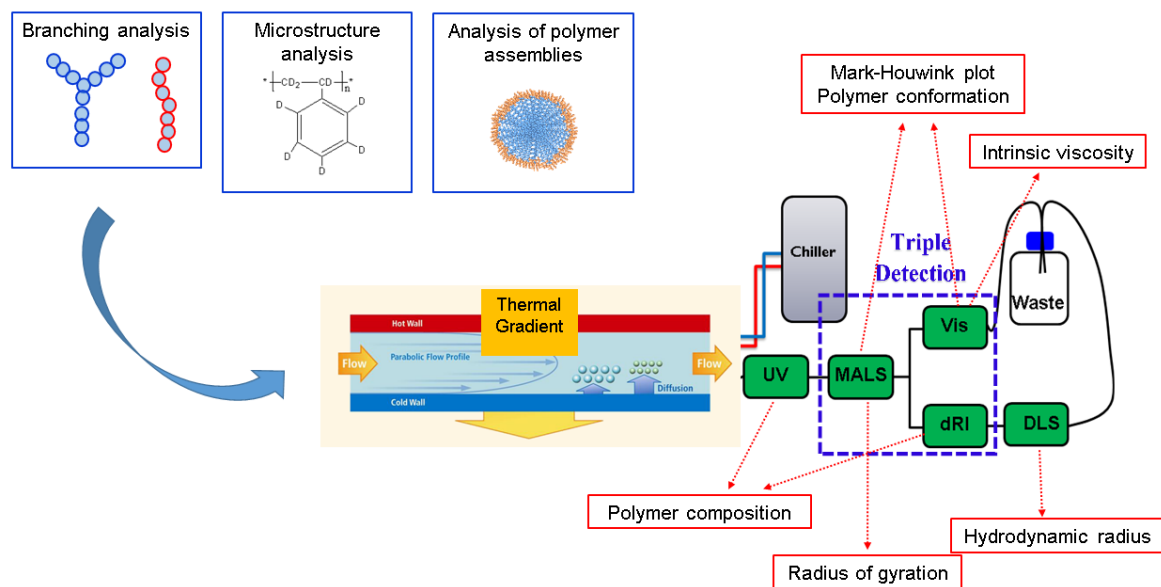 Branching analysis
Microstructure
analysis
* CD₂ CD *
n
D D
D D
D
Analysis of polymer
assemblies
Mark-Houwink plot
Polymer conformation
Intrinsic viscosity
Chiller
Triple
Detection
Waste
Thermal
Gradient
Hot Wall
Flow
Parabolic Flow Profile
Diffusion
Cold Wall
Flow
UV
MALS
Vis
dRI
DLS
Polymer composition
Radius of gyration
Hydrodynamic radius